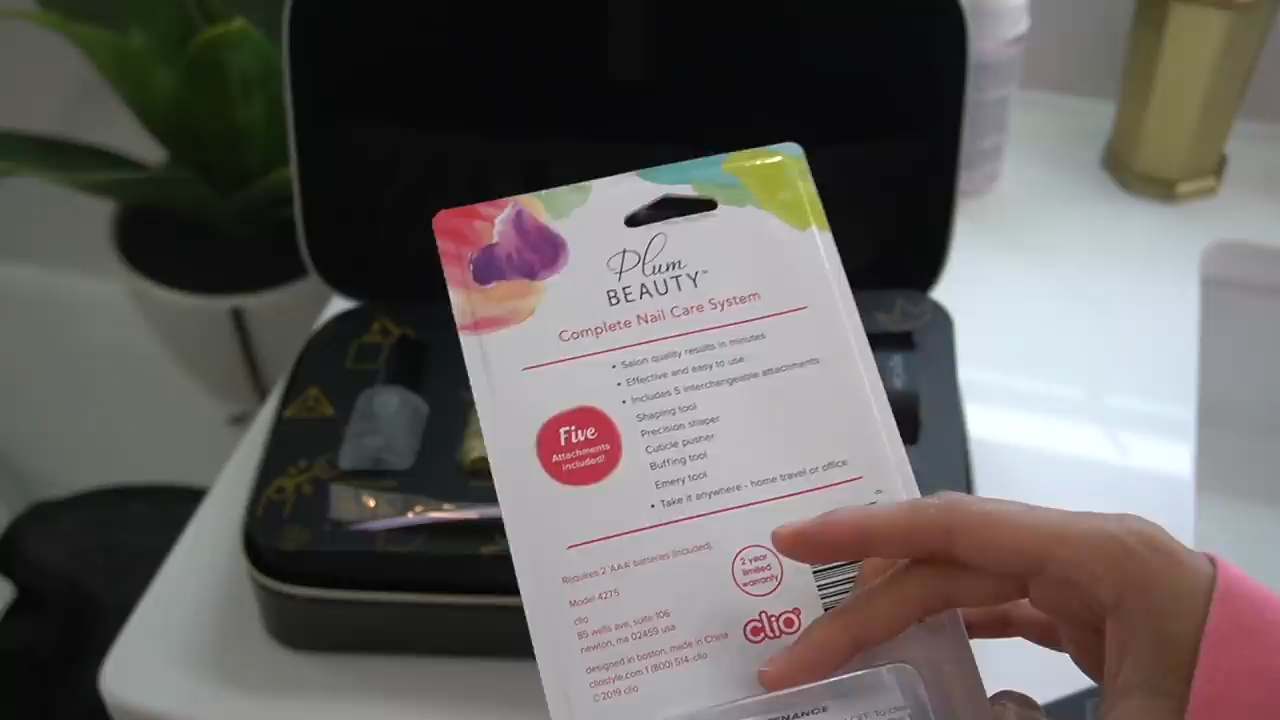 Plum
BEAUTY™
Complete Nail Care System
• Salon quality results in minutes
• Effective and easy to use
• Includes 5 interchangeable attachments:
Shaping tool
Precision shaper
Cuticle pusher
Buffing tool
Emery tool
• Take it anywhere - home travel or office
Five
Attachments
included!
Requires 2 'AAA' batteries (included).
Model 4275
clio
85 wells ave, suite 106
newton, ma 02459 usa
designed in boston, made in China
cliostyle.com 1 (800) 514-clio
©2019 clio
2 year
limited
warranty
clio